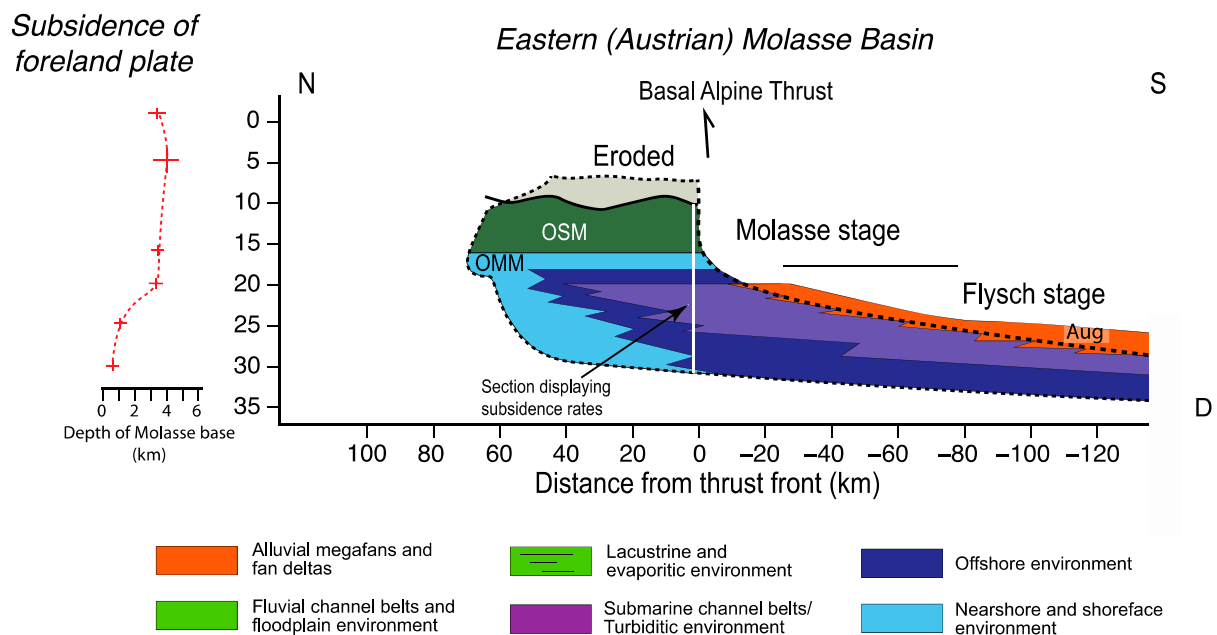 Subsidence of
foreland plate
Eastern (Austrian) Molasse Basin
N
S
Basal Alpine Thrust
Eroded
OSM
OMM
Molasse stage
Flysch stage
Aug
Section displaying
subsidence rates
0
5
10
15
20
25
30
35
0 2 4 6
Depth of Molasse base
(km)
D
100 80 60 40 20 0 −20 −40 −60 −80 −100 −120
Distance from thrust front (km)
Alluvial megafans and
fan deltas
Lacustrine and
evaporitic environment
Offshore environment
Fluvial channel belts and
floodplain environment
Submarine channel belts/
Turbiditic environment
Nearshore and shoreface
environment